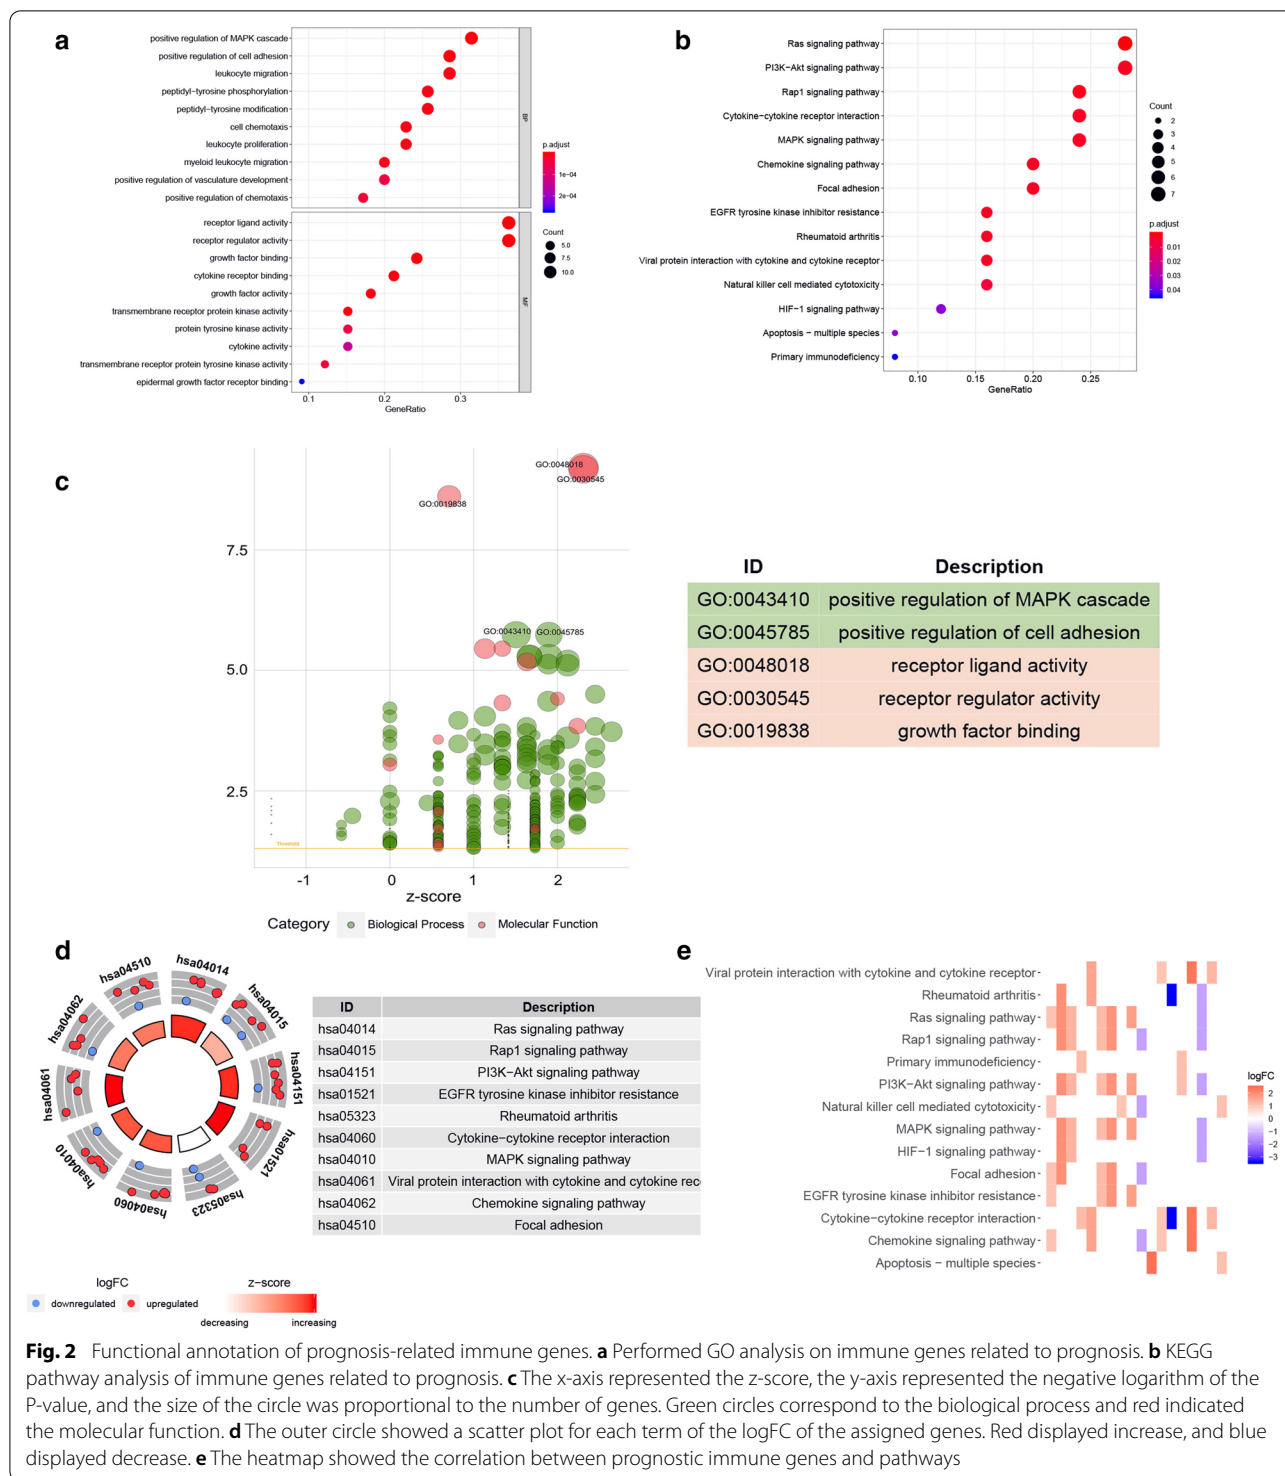 a
positive regulation of MAPK cascade
positive regulation of cell adhesion
leukocyte migration
peptidyl−tyrosine phosphorylation
peptidyl−tyrosine modification
cell chemotaxis
leukocyte proliferation
myeloid leukocyte migration
positive regulation of vasculature development
positive regulation of chemotaxis
BP
receptor ligand activity
receptor regulator activity
growth factor binding
cytokine receptor binding
growth factor activity
transmembrane receptor protein kinase activity
protein tyrosine kinase activity
cytokine activity
transmembrane receptor protein tyrosine kinase activity
epidermal growth factor receptor binding
MF
0.1 0.2 0.3
GeneRatio
p.adjust
1e−04
2e−04
Count
5.0
7.5
10.0
b
Ras signaling pathway
PI3K−Akt signaling pathway
Rap1 signaling pathway
Cytokine−cytokine receptor interaction
MAPK signaling pathway
Chemokine signaling pathway
Focal adhesion
EGFR tyrosine kinase inhibitor resistance
Rheumatoid arthritis
Viral protein interaction with cytokine and cytokine receptor
Natural killer cell mediated cytotoxicity
HIF−1 signaling pathway
Apoptosis − multiple species
Primary immunodeficiency
0.10 0.15 0.20 0.25
GeneRatio
Count
2
3
4
5
6
7
p.adjust
0.01
0.02
0.03
0.04
c
GO:0048018
GO:0030545
GO:0019838
7.5
GO:0043410 GO:0045785
5.0
2.5
Threshold
-1 0 1 2
z-score
Category Biological Process Molecular Function
ID Description
GO:0043410 positive regulation of MAPK cascade
GO:0045785 positive regulation of cell adhesion
GO:0048018 receptor ligand activity
GO:0030545 receptor regulator activity
GO:0019838 growth factor binding
d
hsa04014
hsa04015
hsa04151
hsa01521
hsa05323
hsa04060
hsa04010
hsa04061
hsa04062
hsa04510
ID Description
hsa04014 Ras signaling pathway
hsa04015 Rap1 signaling pathway
hsa04151 PI3K−Akt signaling pathway
hsa01521 EGFR tyrosine kinase inhibitor resistance
hsa05323 Rheumatoid arthritis
hsa04060 Cytokine−cytokine receptor interaction
hsa04010 MAPK signaling pathway
hsa04061 Viral protein interaction with cytokine and cytokine rec
hsa04062 Chemokine signaling pathway
hsa04510 Focal adhesion
logFC
downregulated upregulated
z−score
decreasing increasing
e
Viral protein interaction with cytokine and cytokine receptor
Rheumatoid arthritis
Ras signaling pathway
Rap1 signaling pathway
Primary immunodeficiency
PI3K−Akt signaling pathway
Natural killer cell mediated cytotoxicity
MAPK signaling pathway
HIF−1 signaling pathway
Focal adhesion
EGFR tyrosine kinase inhibitor resistance
Cytokine−cytokine receptor interaction
Chemokine signaling pathway
Apoptosis − multiple species
logFC
2
1
0
−1
−2
−3
Fig. 2 Functional annotation of prognosis-related immune genes. a Performed GO analysis on immune genes related to prognosis. b KEGG
pathway analysis of immune genes related to prognosis. c The x-axis represented the z-score, the y-axis represented the negative logarithm of the
P-value, and the size of the circle was proportional to the number of genes. Green circles correspond to the biological process and red indicated
the molecular function. d The outer circle showed a scatter plot for each term of the logFC of the assigned genes. Red displayed increase, and blue
displayed decrease. e The heatmap showed the correlation between prognostic immune genes and pathways